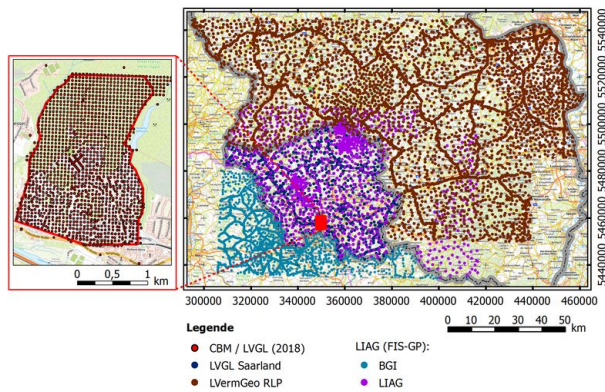 0 0,5 1
km
5540000
5520000
5500000
5480000
5460000
5440000
300000 320000 340000 360000 380000 400000 420000 440000 460000
0 10 20 30 40 50
km
Legende
CBM / LVGL (2018)
LVGL Saarland
LVermGeo RLP
LIAG (FIS-GP):
BGI
LIAG